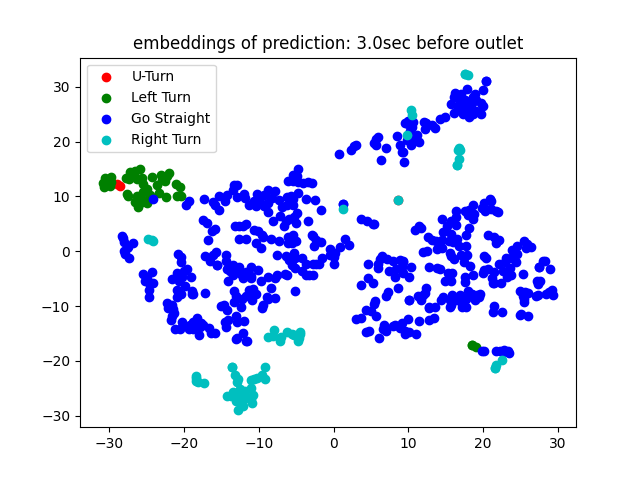 embeddings of prediction: 3.0sec before outlet
U-Turn
Left Turn
Go Straight
Right Turn
30
20
10
0
−10
−20
−30
−30 −20 −10 0 10 20 30